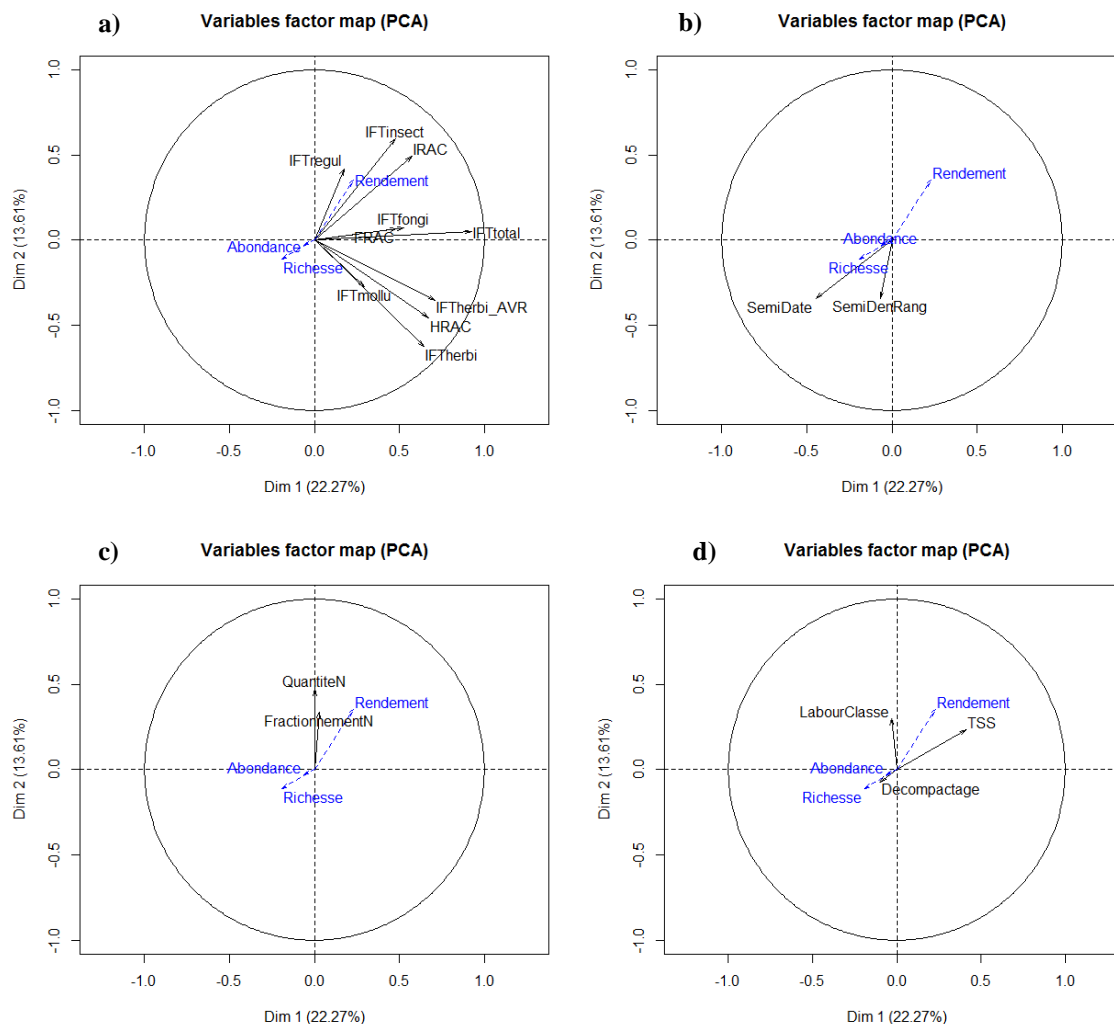 a)
Variables factor map (PCA)
1.0
0.5
0.0
-0.5
-1.0
Dim 2 (13.61%)
IFTinsect
IRAC
IFTregul
Rendement
IFTfongi
FRAC
IFTtotal
Abondance
Richesse
IFTmollu
IFTherbi_AVR
HRAC
IFTherbi
-1.0 -0.5 0.0 0.5 1.0
Dim 1 (22.27%)
b)
Variables factor map (PCA)
1.0
0.5
0.0
-0.5
-1.0
Dim 2 (13.61%)
Rendement
Abondance
Richesse
SemiDate
SemiDenRang
-1.0 -0.5 0.0 0.5 1.0
Dim 1 (22.27%)
c)
Variables factor map (PCA)
1.0
0.5
0.0
-0.5
-1.0
Dim 2 (13.61%)
QuantiteN
Rendement
FractionnementN
Abondance
Richesse
-1.0 -0.5 0.0 0.5 1.0
Dim 1 (22.27%)
d)
Variables factor map (PCA)
1.0
0.5
0.0
-0.5
-1.0
Dim 2 (13.61%)
Rendement
LabourClasse
TSS
Abondance
Decompactage
Richesse
-1.0 -0.5 0.0 0.5 1.0
Dim 1 (22.27%)